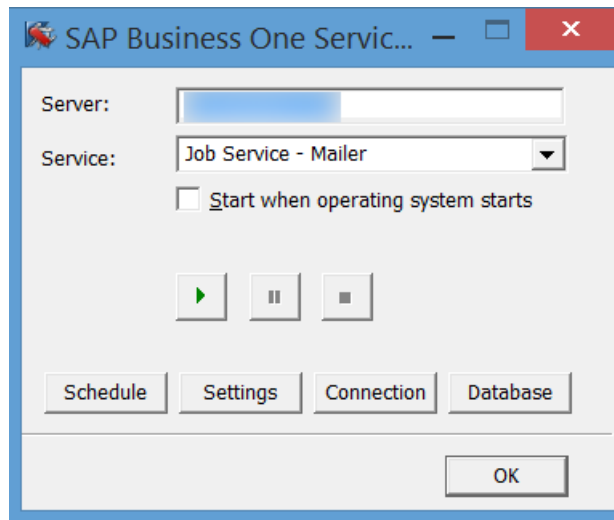 SAP Business One Servic...
Server:
Service: Job Service - Mailer
Start when operating system starts
Schedule Settings Connection Database
OK